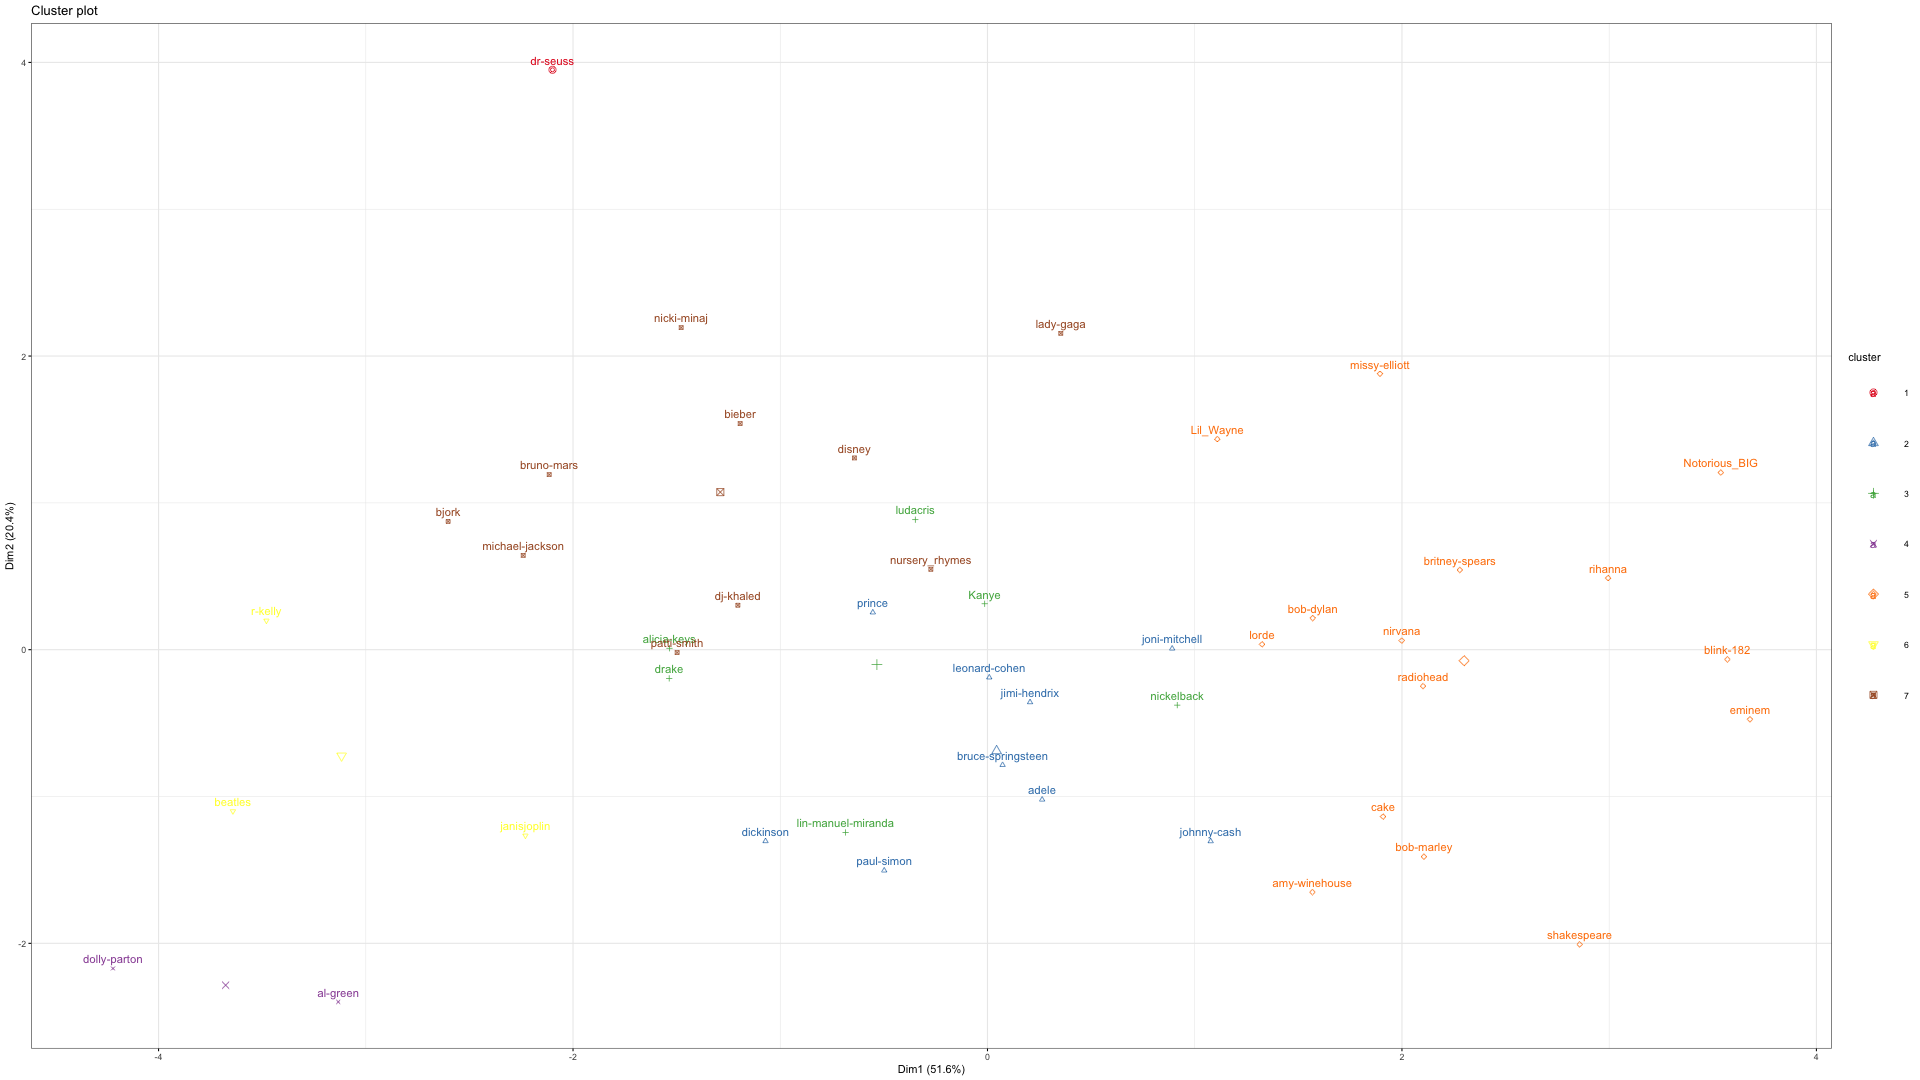 Cluster plot
dr-seuss
4
nicki-minaj
lady-gaga
2
missy-elliott
bieber
Lil_Wayne
disney
bruno-mars
Notorious_BIG
bjork
ludacris
michael-jackson
nursery_rhymes
britney-spears
rihanna
dj-khaled
Kanye
prince
r-kelly
bob-dylan
alicia-keys
patti-smith
joni-mitchell
lorde
nirvana
0
blink-182
drake
leonard-cohen
radiohead
jimi-hendrix
nickelback
eminem
bruce-springsteen
adele
beatles
cake
janisjoplin
lin-manuel-miranda
dickinson
johnny-cash
bob-marley
paul-simon
amy-winehouse
shakespeare
-2
dolly-parton
al-green
-4
-2
0
2
4
Dim1 (51.6%)
Dim2 (20.4%)
cluster
1
2
3
4
5
6
7